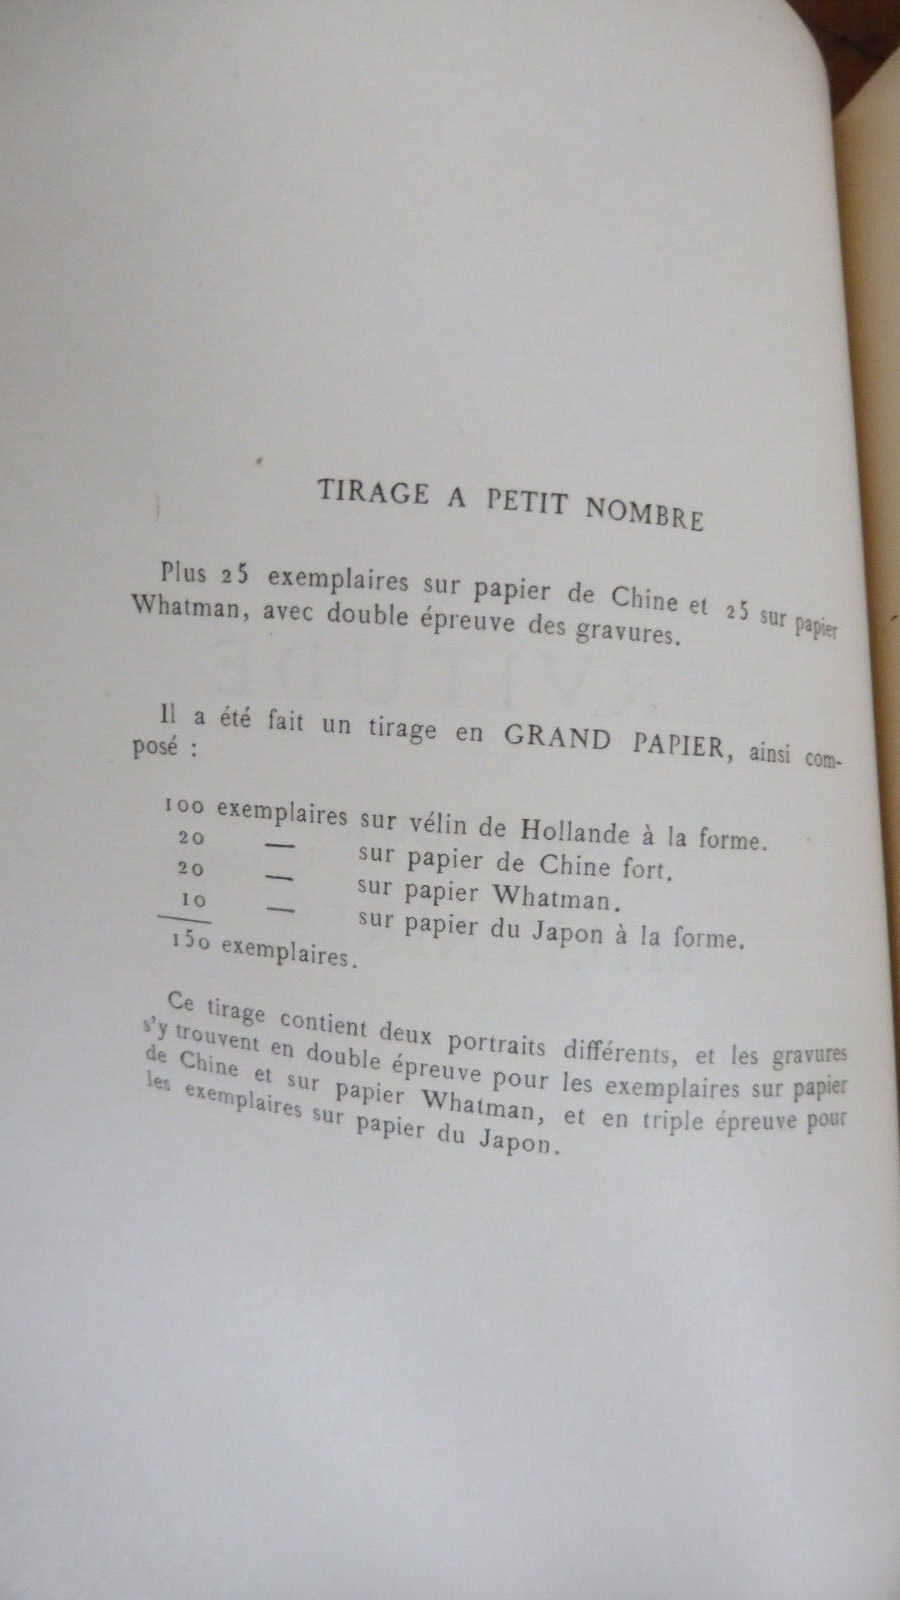 TIRAGE A PETIT NOMBRE
Plus 25 exemplaires sur papier de Chine et 25 sur papier
Whatman, avec double épreuve des gravures.
Il a été fait un tirage en GRAND PAPIER, ainsi com-
posé :
100 exemplaires sur vélin de Hollande à la forme.
20 — sur papier de Chine fort.
20 — sur papier Whatman.
10 — sur papier du Japon à la forme.
150 exemplaires.
Ce tirage contient deux portraits différents, et les gravures
s'y trouvent en double épreuve pour les exemplaires sur papier
de Chine et sur papier Whatman, et en triple épreuve pour
les exemplaires sur papier du Japon.